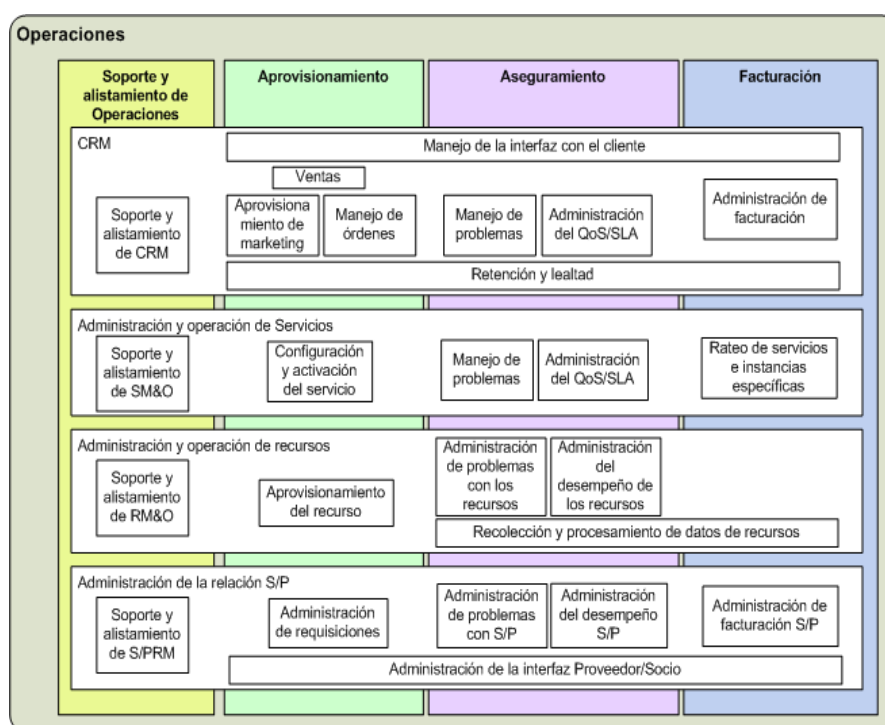 Operaciones
Soporte y
alistamiento de
Operaciones
Aprovisionamiento
Aseguramiento
Facturación
CRM
Manejo de la interfaz con el cliente
Ventas
Soporte y
alistamiento
de CRM
Aprovisiona
miento de
marketing
Manejo de
órdenes
Manejo de
problemas
Administración
del QoS/SLA
Administración de
facturación
Retención y lealtad
Administración y operación de Servicios
Soporte y
alistamiento
de SM&O
Configuración
y activación
del servicio
Manejo de
problemas
Administración
del QoS/SLA
Rateo de servicios
e instancias
específicas
Administración y operación de recursos
Soporte y
alistamiento
de RM&O
Aprovisionamiento
del recurso
Administración
de problemas
con los
recursos
Administración
del
desempeño de
los recursos
Recolección y procesamiento de datos de recursos
Administración de la relación S/P
Soporte y
alistamiento
de S/PRM
Administración
de requisiciones
Administración
de problemas
con S/P
Administración
del desempeño
S/P
Administración de
facturación S/P
Administración de la interfaz Proveedor/Socio